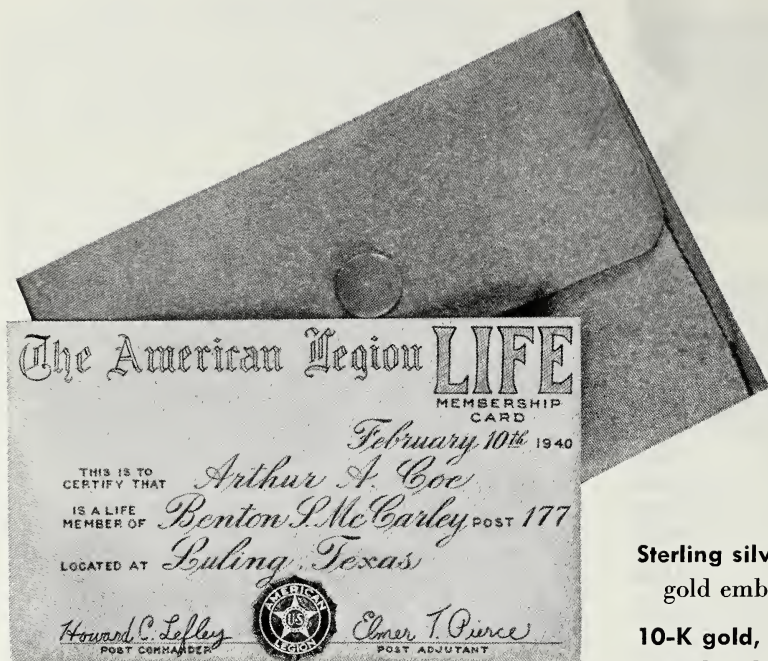 The American Legion LIFE
MEMBERSHIP
CARD
February 10th 1940
THIS IS TO
CERTIFY THAT Arthur A. Coe
IS A LIFE
MEMBER OF Benton S. McCarley POST 177
LOCATED AT Luling, Texas
AMERICAN
US
LEGION
Howard C. Lefley Elmer T. Pierce
POST COMMANDER POST ADJUTANT
Sterling silv
gold emb
10-K gold,